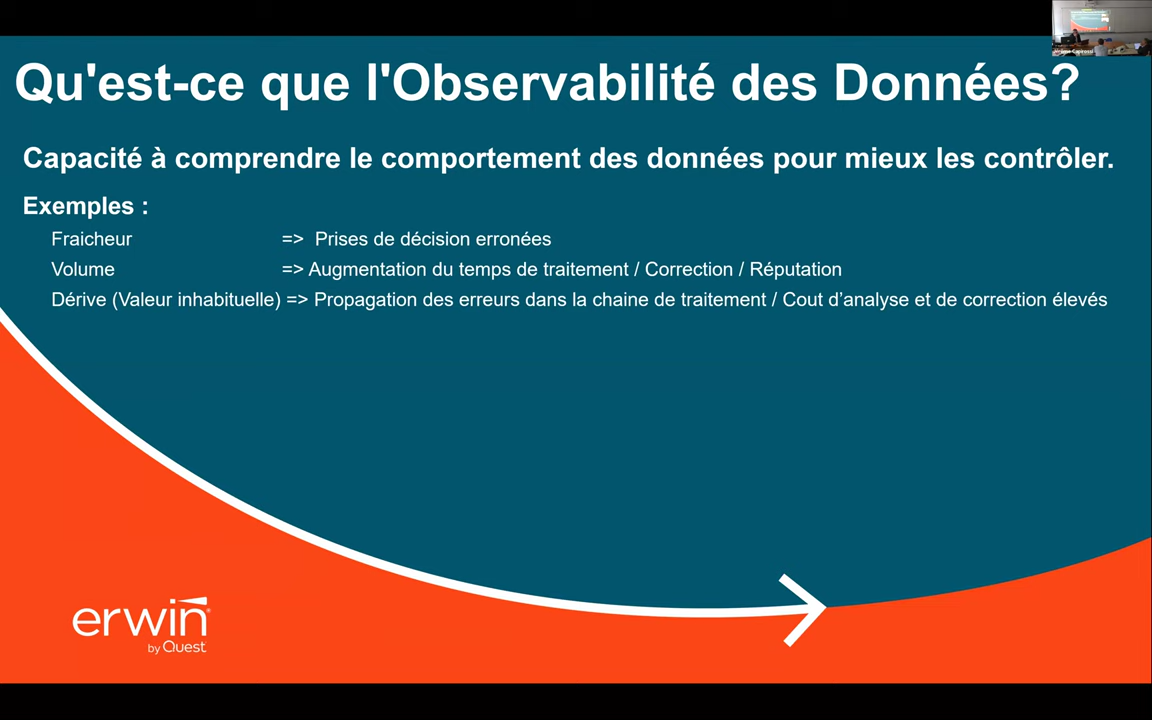 Qu'est-ce que l'Observabilité des Données?
Capacité à comprendre le comportement des données pour mieux les contrôler.
Exemples :
Fraicheur => Prises de décision erronées
Volume => Augmentation du temps de traitement / Correction / Réputation
Dérive (Valeur inhabituelle) => Propagation des erreurs dans la chaine de traitement / Cout d’analyse et de correction élevés
erwin®
by Quest